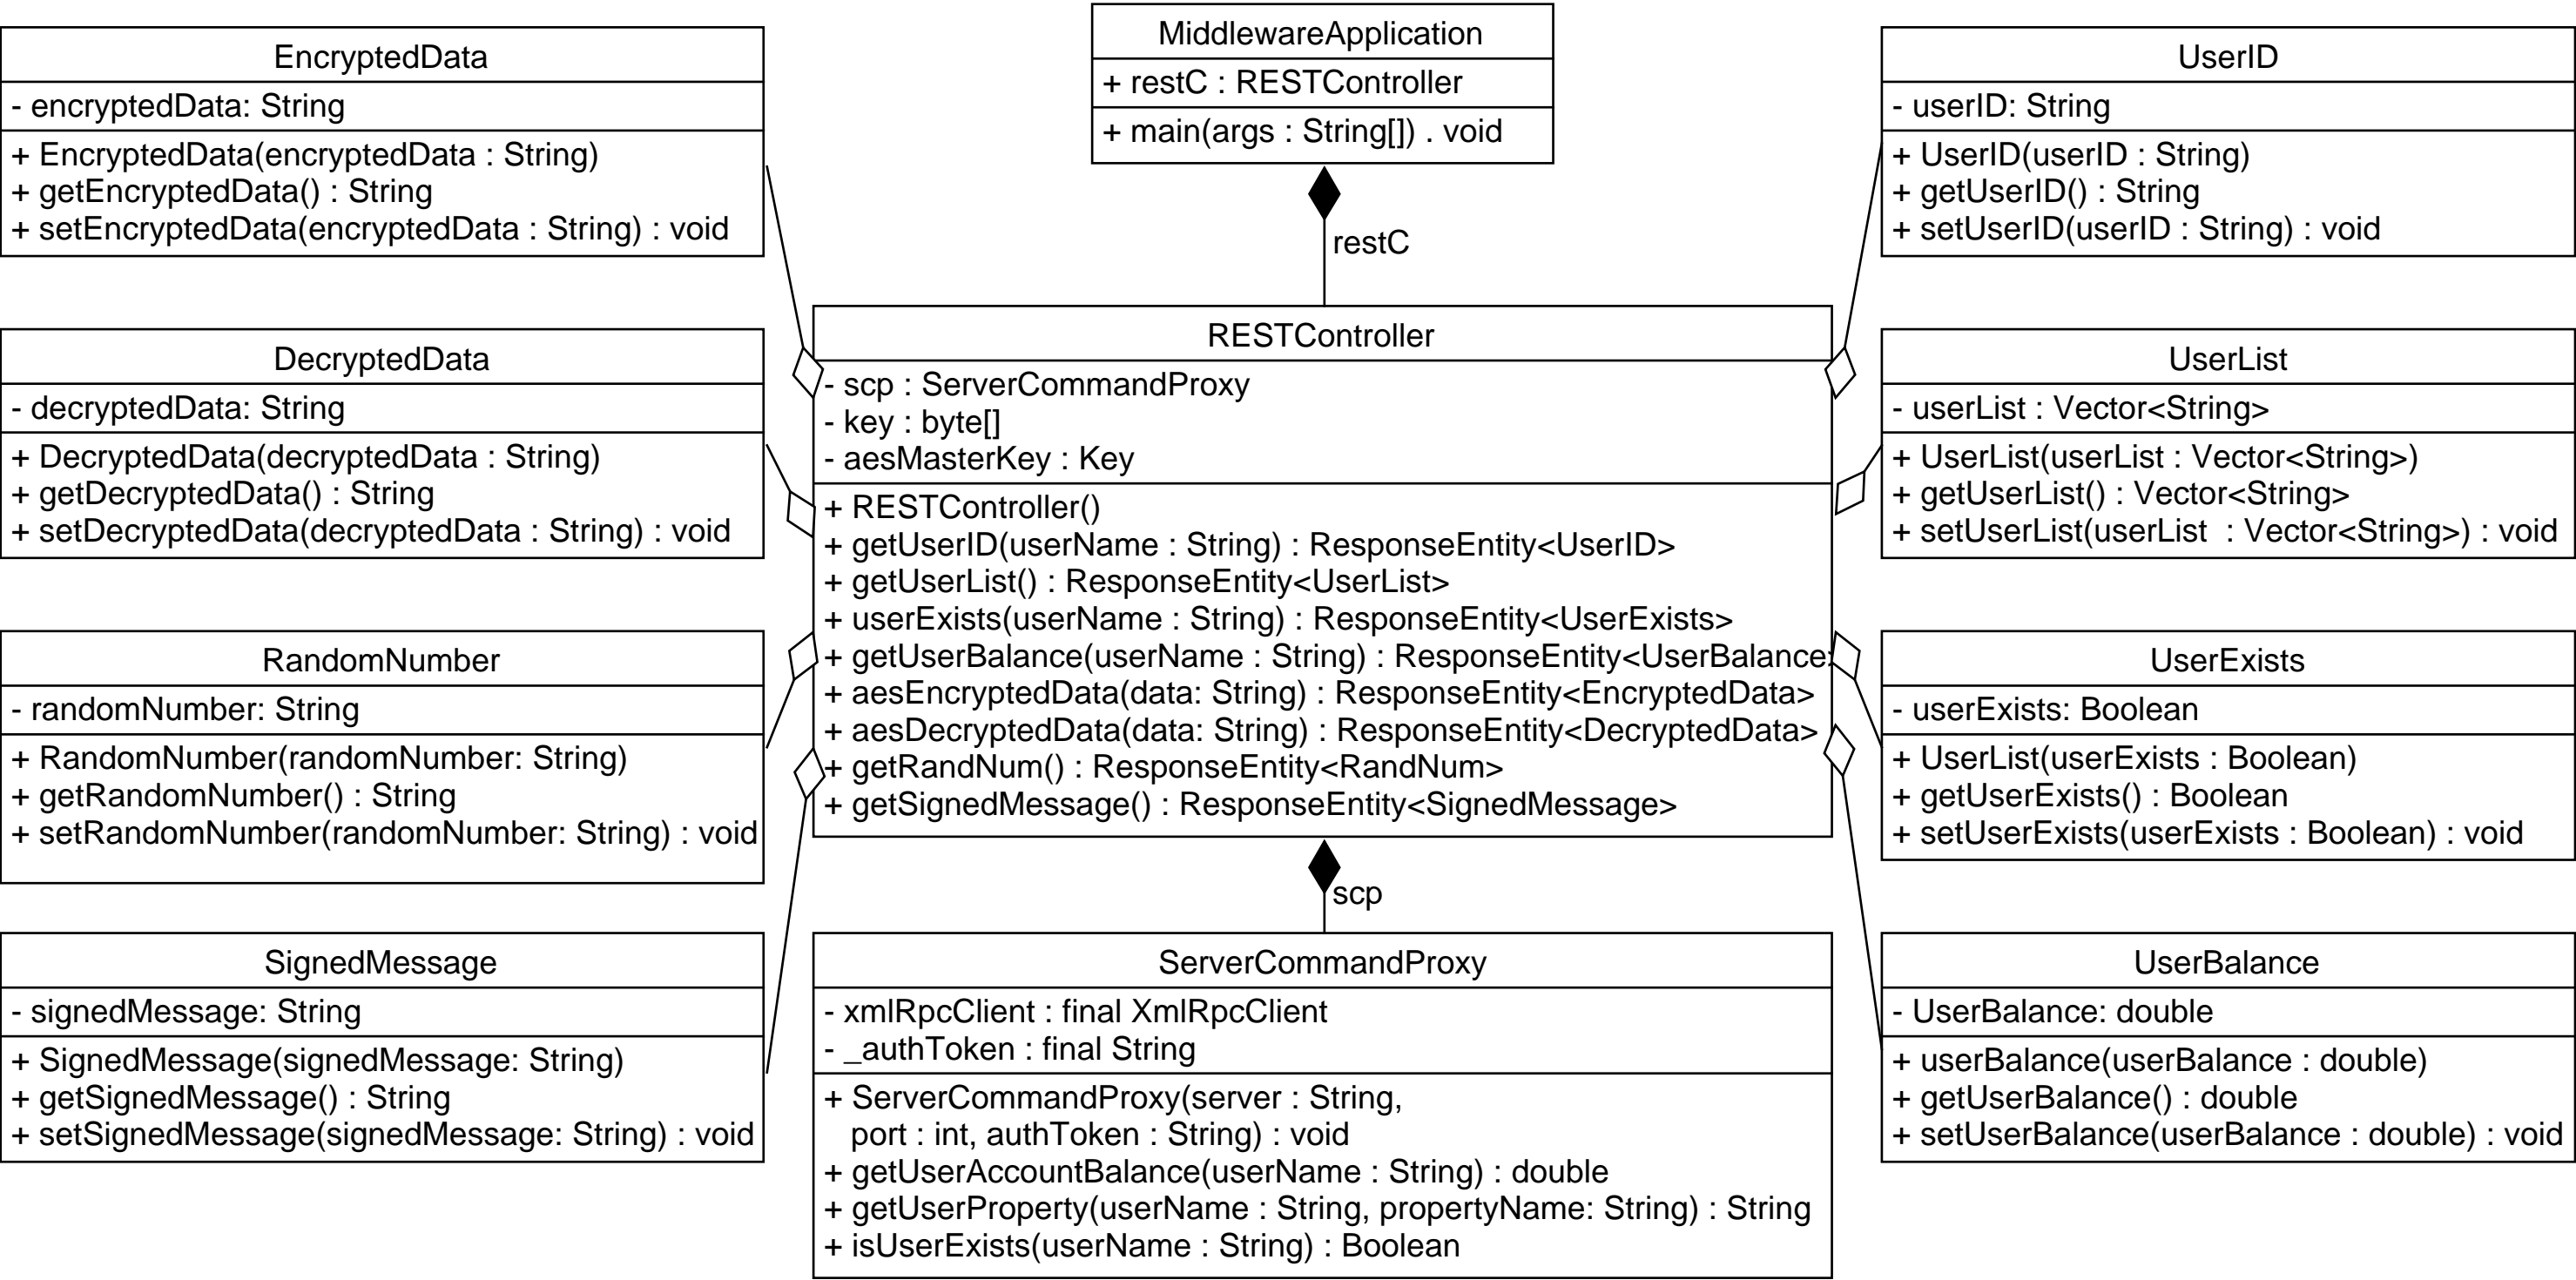 EncryptedData
- encryptedData: String
+ EncryptedData(encryptedData : String)
+ getEncryptedData() : String
+ setEncryptedData(encryptedData : String) : void
DecryptedData
- decryptedData: String
+ DecryptedData(decryptedData : String)
+ getDecryptedData() : String
+ setDecryptedData(decryptedData : String) : void
RandomNumber
- randomNumber: String
+ RandomNumber(randomNumber: String)
+ getRandomNumber() : String
+ setRandomNumber(randomNumber: String) : void
SignedMessage
- signedMessage: String
+ SignedMessage(signedMessage: String)
+ getSignedMessage() : String
+ setSignedMessage(signedMessage: String) : void
MiddlewareApplication
+ restC : RESTController
+ main(args : String[]) . void
restC
RESTController
- scp : ServerCommandProxy
- key : byte[]
- aesMasterKey : Key
+ RESTController()
+ getUserID(userName : String) : ResponseEntity<UserID>
+ getUserList() : ResponseEntity<UserList>
+ userExists(userName : String) : ResponseEntity<UserExists>
+ getUserBalance(userName : String) : ResponseEntity<UserBalance>
+ aesEncryptedData(data: String) : ResponseEntity<EncryptedData>
+ aesDecryptedData(data: String) : ResponseEntity<DecryptedData>
+ getRandNum() : ResponseEntity<RandNum>
+ getSignedMessage() : ResponseEntity<SignedMessage>
scp
ServerCommandProxy
- xmlRpcClient : final XmlRpcClient
- _authToken : final String
+ ServerCommandProxy(server : String,
port : int, authToken : String) : void
+ getUserAccountBalance(userName : String) : double
+ getUserProperty(userName : String, propertyName: String) : String
+ isUserExists(userName : String) : Boolean
UserID
- userID: String
+ UserID(userID : String)
+ getUserID() : String
+ setUserID(userID : String) : void
UserList
- userList : Vector<String>
+ UserList(userList : Vector<String>)
+ getUserList() : Vector<String>
+ setUserList(userList : Vector<String>) : void
UserExists
- userExists: Boolean
+ UserList(userExists : Boolean)
+ getUserExists() : Boolean
+ setUserExists(userExists : Boolean) : void
UserBalance
- UserBalance: double
+ userBalance(userBalance : double)
+ getUserBalance() : double
+ setUserBalance(userBalance : double) : void